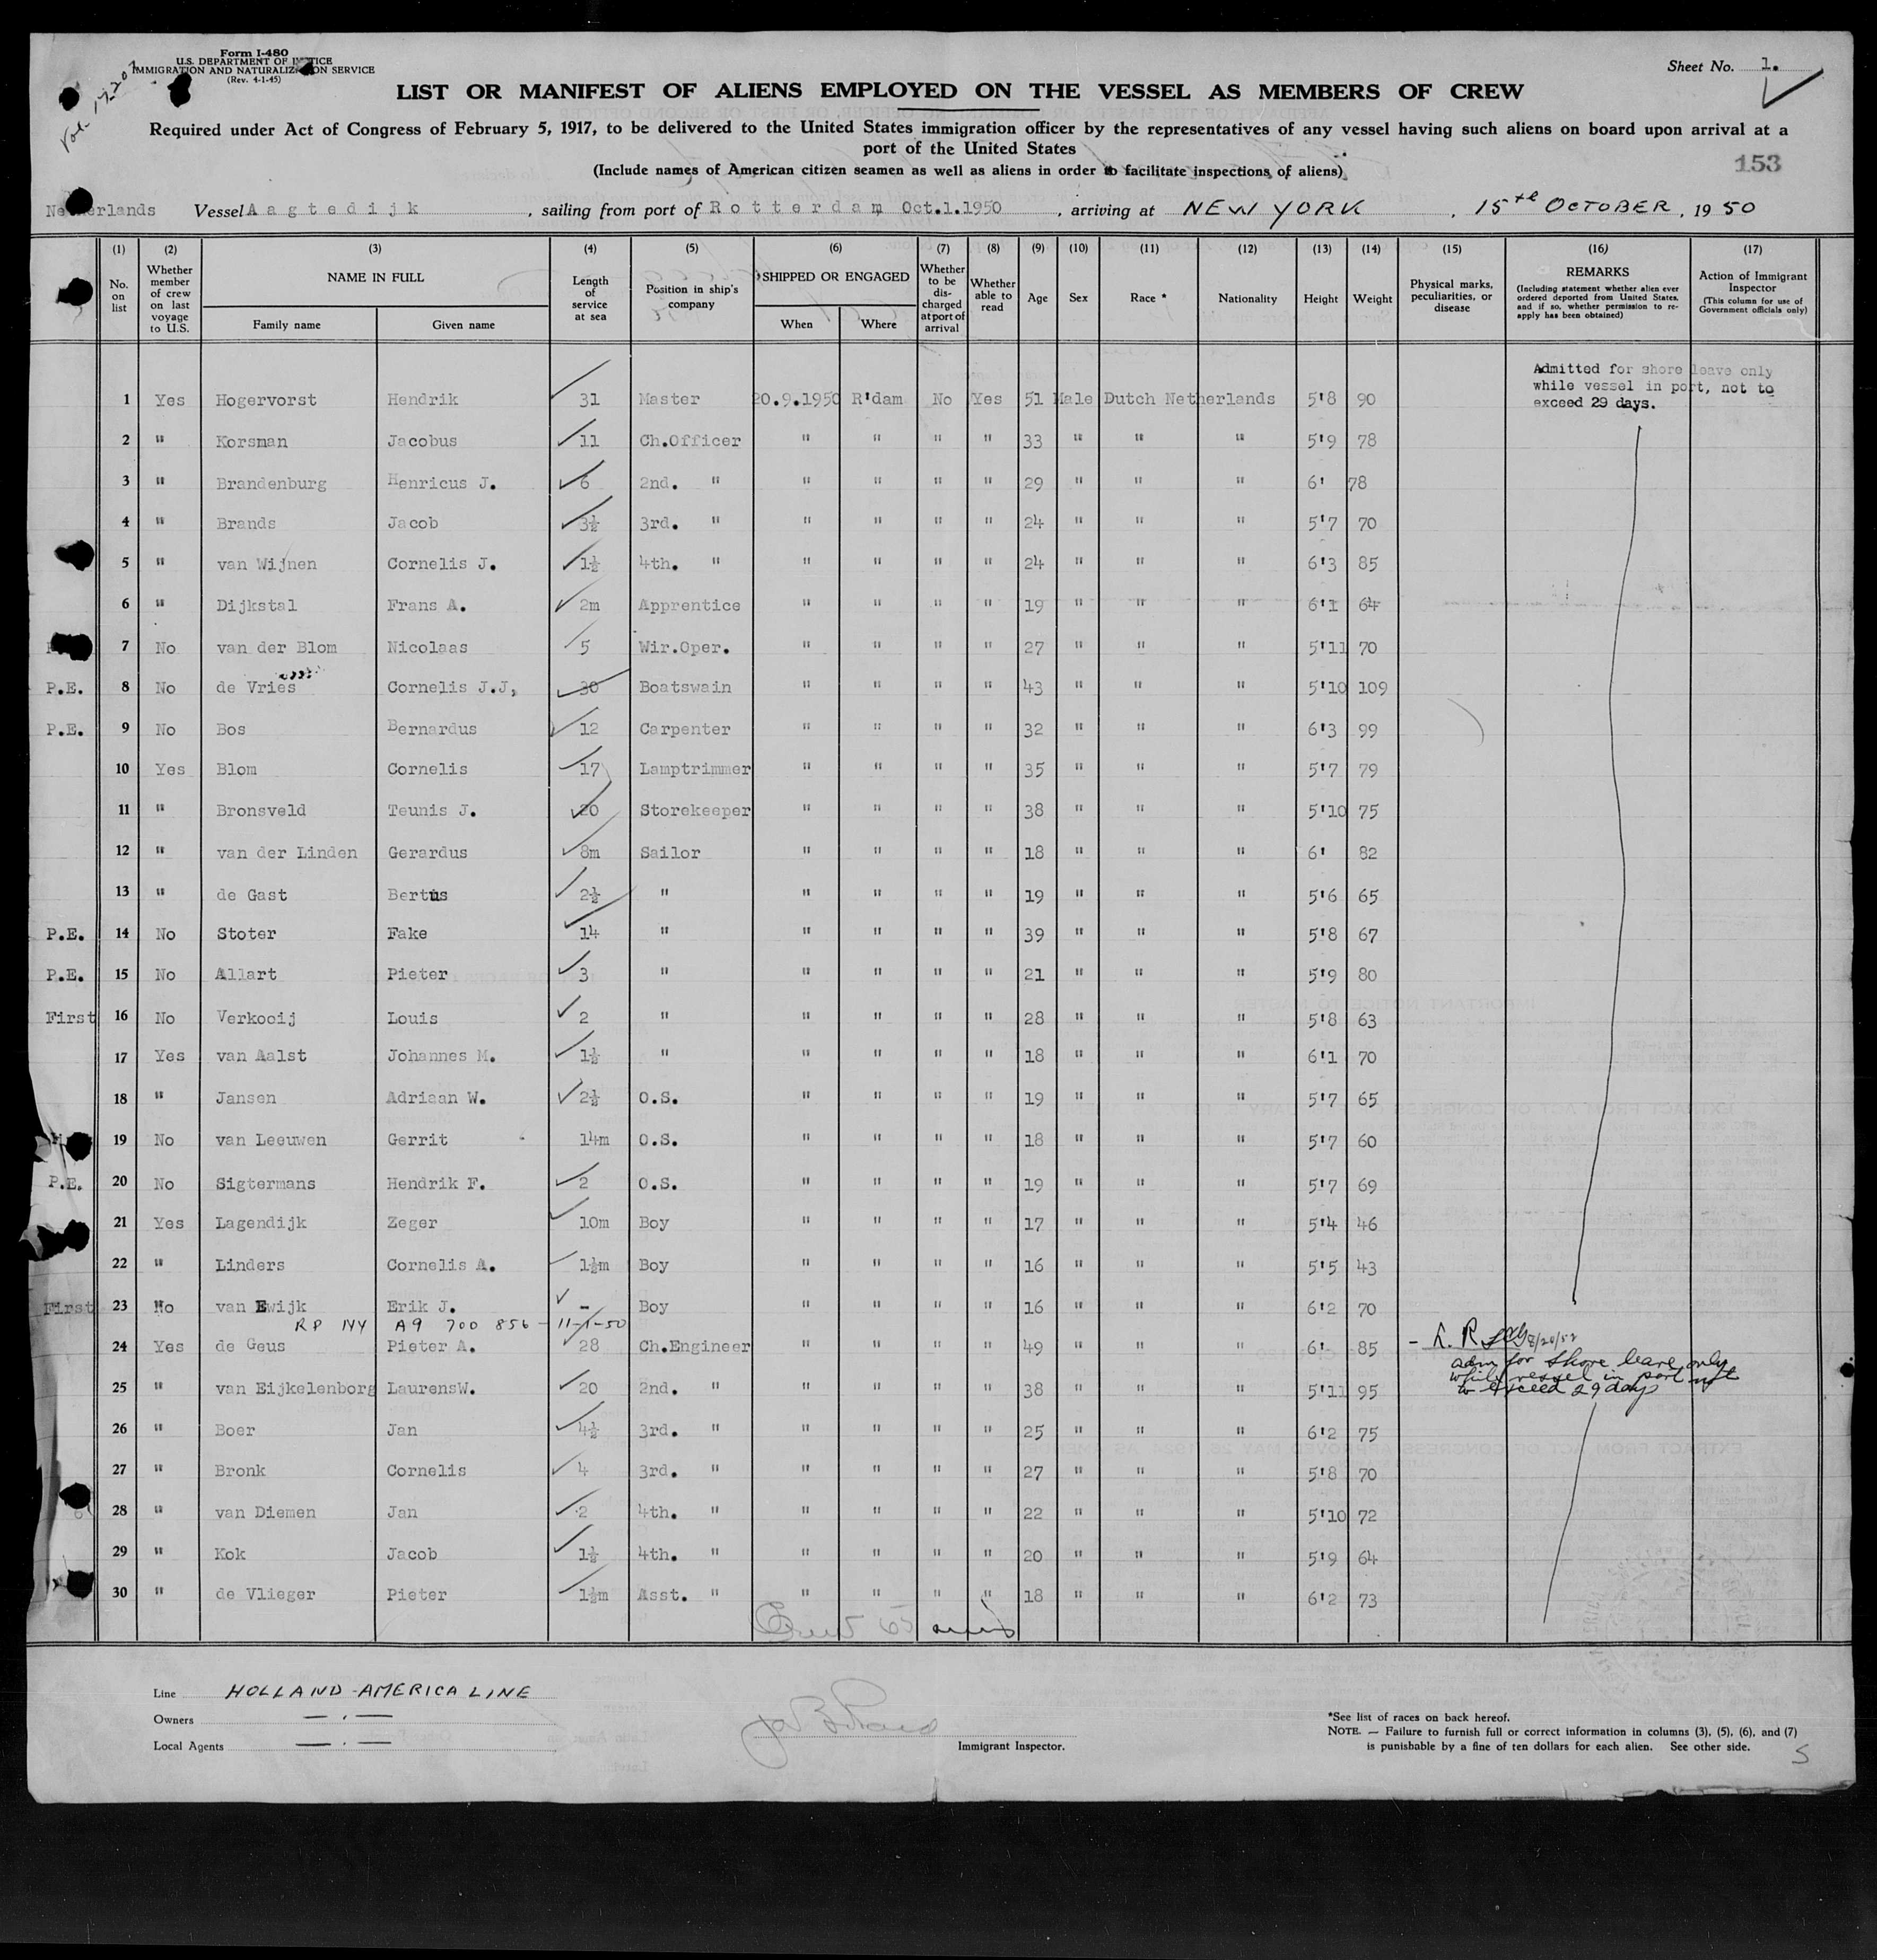 Form I-480
U.S. DEPARTMENT OF JUSTICE
IMMIGRATION AND NATURALIZATION SERVICE
(Rev. 4-1-45)
Sheet No. 1.
LIST OR MANIFEST OF ALIENS EMPLOYED ON THE VESSEL AS MEMBERS OF CREW
Required under Act of Congress of February 5, 1917, to be delivered to the United States immigration officer by the representatives of any vessel having such aliens on board upon arrival at a
port of the United States
(Include names of American citizen seamen as well as aliens in order to facilitate inspections of aliens)
153
Netherlands Vessel Aagtedijk, sailing from port of Rotterdam Oct.1.1950, arriving at NEW YORK, 15th OCTOBER, 1950
(1) (2) (3) (4) (5) (6) (7) (8) (9) (10) (11) (12) (13) (14) (15) (16) (17)
No. on list
Whether member of crew on last voyage to U.S.
NAME IN FULL
Family name Given name
Length of service at sea
Position in ship's company
SHIPPED OR ENGAGED
When Where
Whether to be discharged at port of arrival
Whether able to read
Age Sex Race * Nationality Height Weight
Physical marks, peculiarities, or disease
REMARKS
(Including statement whether alien ever ordered deported from United States, and if so, whether permission to re-apply has been obtained)
Action of Immigrant Inspector
(This column for use of Government officials only)
Admitted for shore leave only
while vessel in port, not to
exceed 29 days.
1 Yes Hogervorst Hendrik 31 Master 20.9.1950 R'dam No Yes 51 Male Dutch Netherlands 5'8 90
2 " Korsman Jacobus 11 Ch.Officer " " " " 33 " " " 5'9 78
3 " Brandenburg Henricus J. 6 2nd. " " " " " 29 " " " 6' 78
4 " Brands Jacob 3½ 3rd. " " " " " 24 " " " 5'7 70
5 " van Wijnen Cornelis J. 1½ 4th. " " " " " 24 " " " 6'3 85
6 " Dijkstal Frans A. 2m Apprentice " " " " 19 " " " 6'1 64
7 No van der Blom Nicolaas 5 Wir.Oper. " " " " 27 " " " 5'11 70
P.E. 8 No de Vries Cornelis J.J, 30 Boatswain " " " " 43 " " " 5'10 109
P.E. 9 No Bos Bernardus 12 Carpenter " " " " 32 " " " 6'3 99
10 Yes Blom Cornelis 17 Lamptrimmer " " " " 35 " " " 5'7 79
11 " Bronsveld Teunis J. 20 Storekeeper " " " " 38 " " " 5'10 75
12 " van der Linden Gerardus 8m Sailor " " " " 18 " " " 6' 82
13 " de Gast Bertus 2½ " " " " " 19 " " " 5'6 65
P.E. 14 No Stoter Fake 14 " " " " " 39 " " " 5'8 67
P.E. 15 No Allart Pieter 3 " " " " " 21 " " " 5'9 80
First 16 No Verkooij Louis 2 " " " " " 28 " " " 5'8 63
17 Yes van Aalst Johannes M. 1½ " " " " " 18 " " " 6'1 70
18 " Jansen Adriaan W. 2½ O.S. " " " " 19 " " " 5'7 65
19 No van Leeuwen Gerrit 14m O.S. " " " " 18 " " " 5'7 60
P.E. 20 No Sigtermans Hendrik F. 2 O.S. " " " " 19 " " " 5'7 69
21 Yes Lagendijk Zeger 10m Boy " " " " 17 " " " 5'4 46
22 " Linders Cornelis A. 1½m Boy " " " " 16 " " " 5'5 43
First 23 No van Ewijk Erik J. - Boy " " " " 16 " " " 6'2 70
RP 144 A9 700 856 - 11-1-50
24 Yes de Geus Pieter A. 28 Ch.Engineer " " " " 49 " " " 6' 85
adm for shore leave only
while vessel in port not
to exceed 29 days
25 " van Eijkelenborg LaurensW. 20 2nd. " " " " " 38 " " " 5'11 95
26 " Boer Jan 4½ 3rd. " " " " " 25 " " " 6'2 75
27 " Bronk Cornelis 4 3rd. " " " " " 27 " " " 5'8 70
28 " van Diemen Jan 2 4th. " " " " " 22 " " " 5'10 72
29 " Kok Jacob 1½ 4th. " " " " " 20 " " " 5'9 64
30 " de Vlieger Pieter 1½m Asst. " " " " " 18 " " " 6'2 73
Line HOLLAND-AMERICA LINE
Owners — . —
Local Agents — . —
Immigrant Inspector.
*See list of races on back hereof.
NOTE. — Failure to furnish full or correct information in columns (3), (5), (6), and (7)
is punishable by a fine of ten dollars for each alien. See other side.